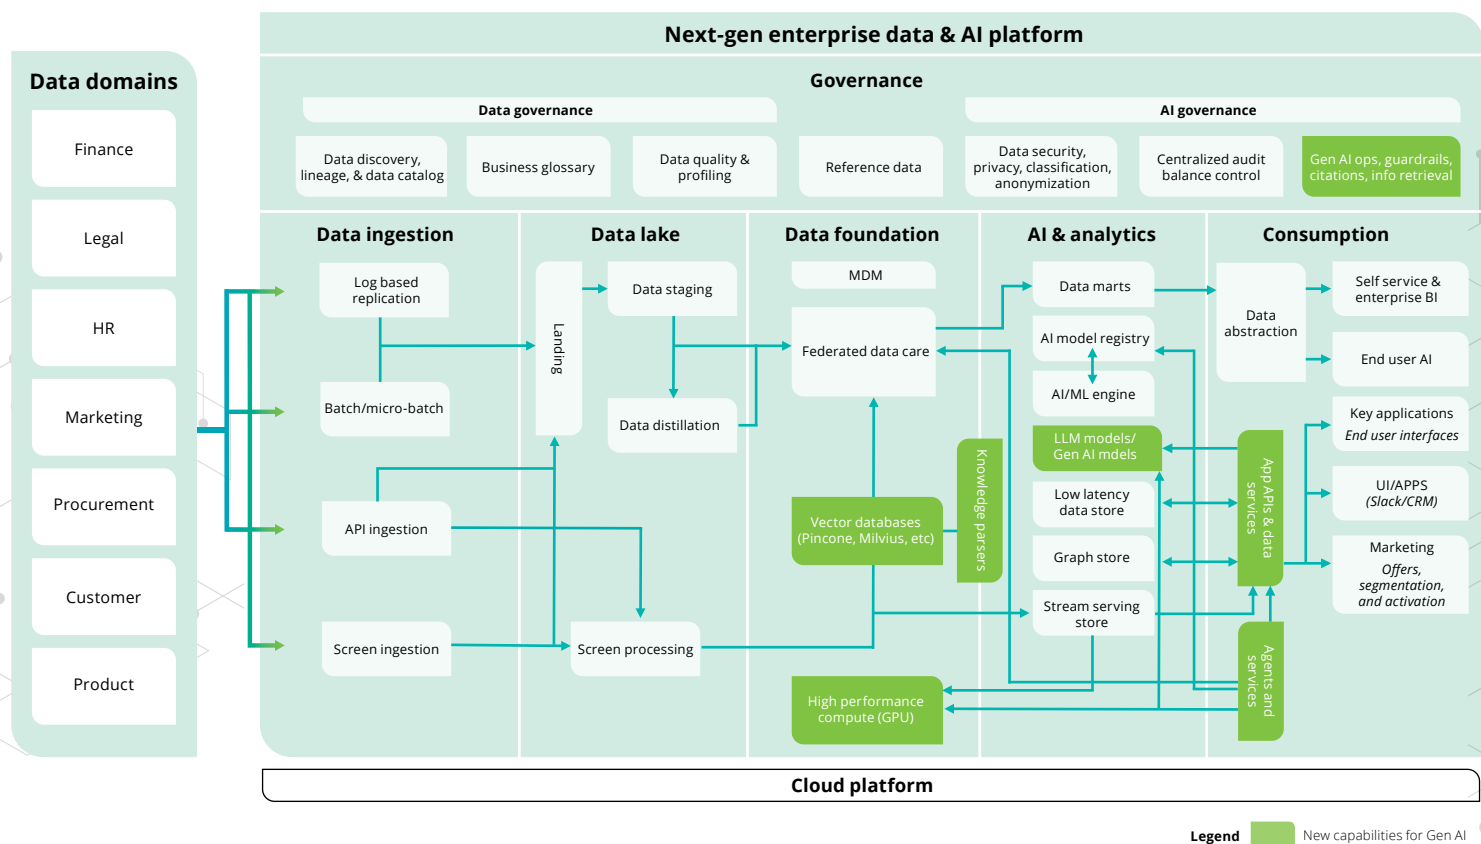 Next-gen enterprise data & AI platform
Data domains
Finance
Legal
HR
Marketing
Procurement
Customer
Product
Governance
Data governance
AI governance
Data discovery,
lineage, & data catalog
Business glossary
Data quality &
profiling
Reference data
Data security,
privacy, classification,
anonymization
Centralized audit
balance control
Gen AI ops, guardrails,
citations, info retrieval
Data ingestion
Log based
replication
Batch/micro-batch
API ingestion
Screen ingestion
Data lake
Landing
Data staging
Data distillation
Screen processing
Data foundation
MDM
Federated data care
Vector databases
(Pincone, Milvius, etc)
Knowledge parsers
High performance
compute (GPU)
AI & analytics
Data marts
AI model registry
AI/ML engine
LLM models/
Gen AI mdels
Low latency
data store
Graph store
Stream serving
store
Consumption
Data
abstraction
App APIs & data
services
Agents and
services
Self service &
enterprise BI
End user AI
Key applications
End user interfaces
UI/APPS
(Slack/CRM)
Marketing
Offers,
segmentation,
and activation
Cloud platform
Legend
New capabilities for Gen AI